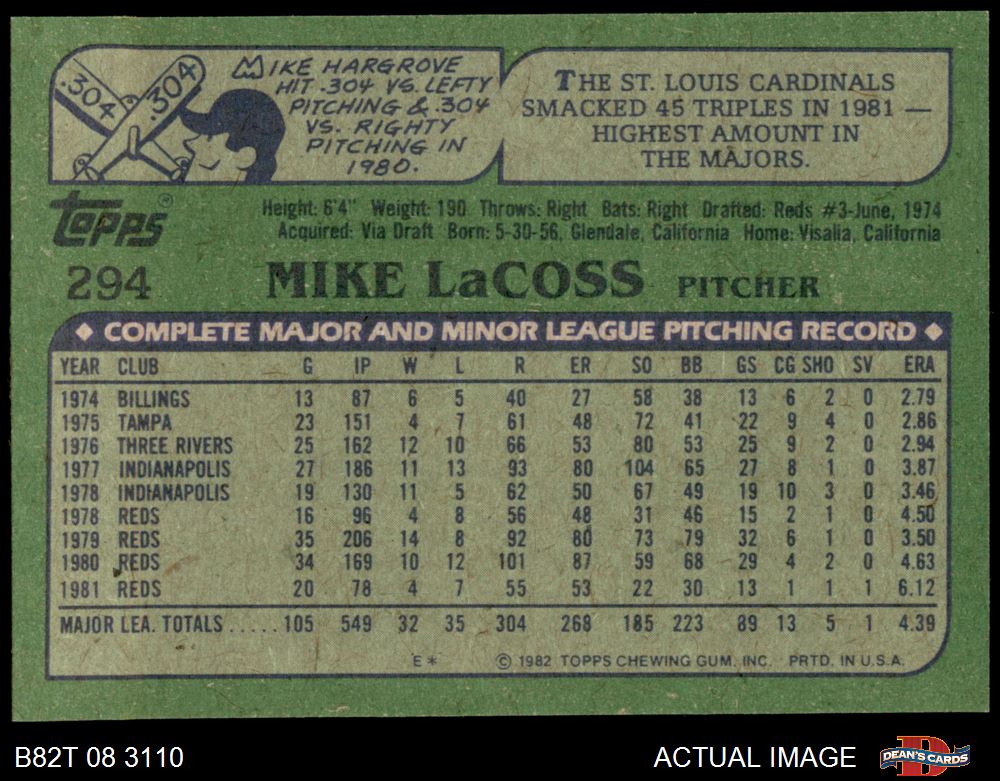 .304
.304
MIKE HARGROVE
HIT .304 VS. LEFTY
PITCHING & .304
VS. RIGHTY
PITCHING IN
1980.
THE ST. LOUIS CARDINALS
SMACKED 45 TRIPLES IN 1981 —
HIGHEST AMOUNT IN
THE MAJORS.
topps®
Height: 6'4" Weight: 190 Throws: Right Bats: Right Drafted: Reds #3-June, 1974
Acquired: Via Draft Born: 5-30-56, Glendale, California Home: Visalia, California
294 MIKE LaCOSS PITCHER
◆ COMPLETE MAJOR AND MINOR LEAGUE PITCHING RECORD ◆
YEAR CLUB G IP W L R ER SO BB GS CG SHO SV ERA
1974 BILLINGS 13 87 6 5 40 27 58 38 13 6 2 0 2.79
1975 TAMPA 23 151 4 7 61 48 72 41 22 9 4 0 2.86
1976 THREE RIVERS 25 162 12 10 66 53 80 53 25 9 2 0 2.94
1977 INDIANAPOLIS 27 186 11 13 93 80 104 65 27 8 1 0 3.87
1978 INDIANAPOLIS 19 130 11 5 62 50 67 49 19 10 3 0 3.46
1978 REDS 16 96 4 8 56 48 31 46 15 2 1 0 4.50
1979 REDS 35 206 14 8 92 80 73 79 32 6 1 0 3.50
1980 REDS 34 169 10 12 101 87 59 68 29 4 2 0 4.63
1981 REDS 20 78 4 7 55 53 22 30 13 1 1 1 6.12
MAJOR LEA. TOTALS.....105 549 32 35 304 268 185 223 89 13 5 1 4.39
E* © 1982 TOPPS CHEWING GUM, INC. PRTD. IN U.S.A.
B82T 08 3110 ACTUAL IMAGE DEAN'S CARDS